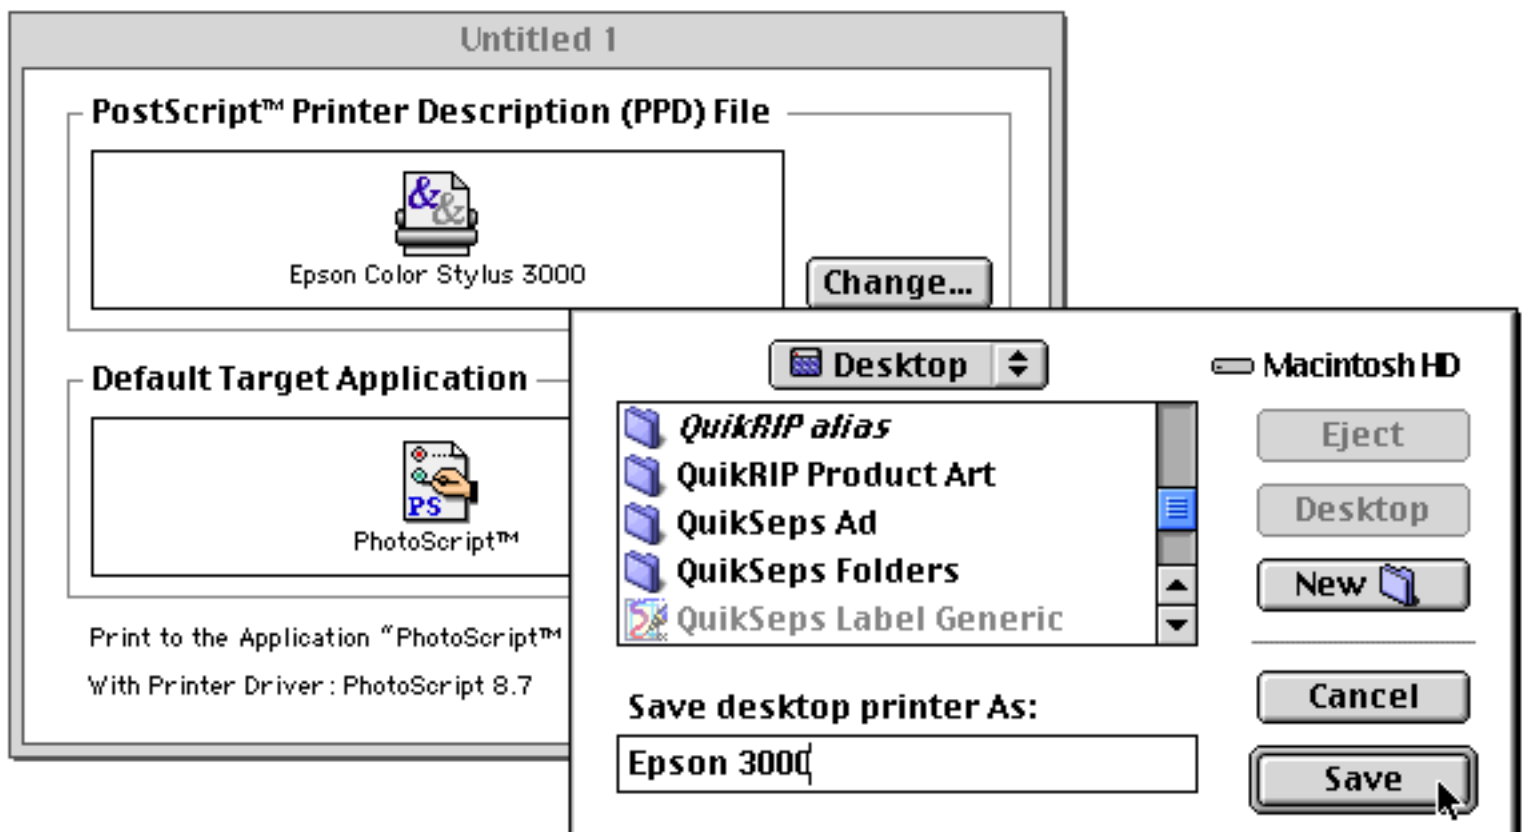 Untitled 1
PostScript™ Printer Description (PPD) File
&&
Epson Color Stylus 3000
Change...
Default Target Application
PS
PhotoScript™
Print to the Application “PhotoScript™
With Printer Driver: PhotoScript 8.7
Desktop
Macintosh HD
QuikRIP alias
QuikRIP Product Art
QuikSeps Ad
QuikSeps Folders
QuikSeps Label Generic
Eject
Desktop
New
Save desktop printer As:
Epson 3000
Cancel
Save